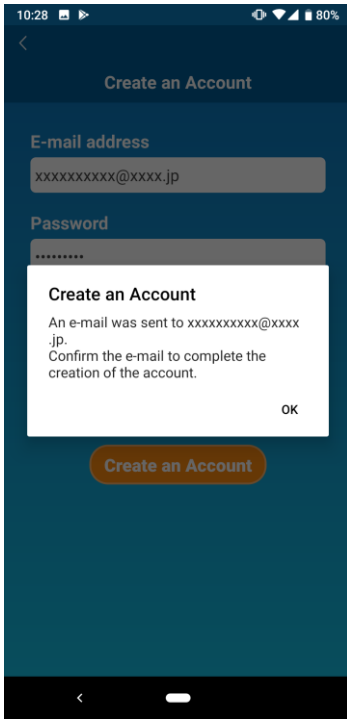 10:28
80%
Create an Account
E-mail address
xxxxxxxxxx@xxxx.jp
Password
•••••••••
Create an Account
An e-mail was sent to xxxxxxxxxx@xxxx
.jp.
Confirm the e-mail to complete the
creation of the account.
OK
Create an Account